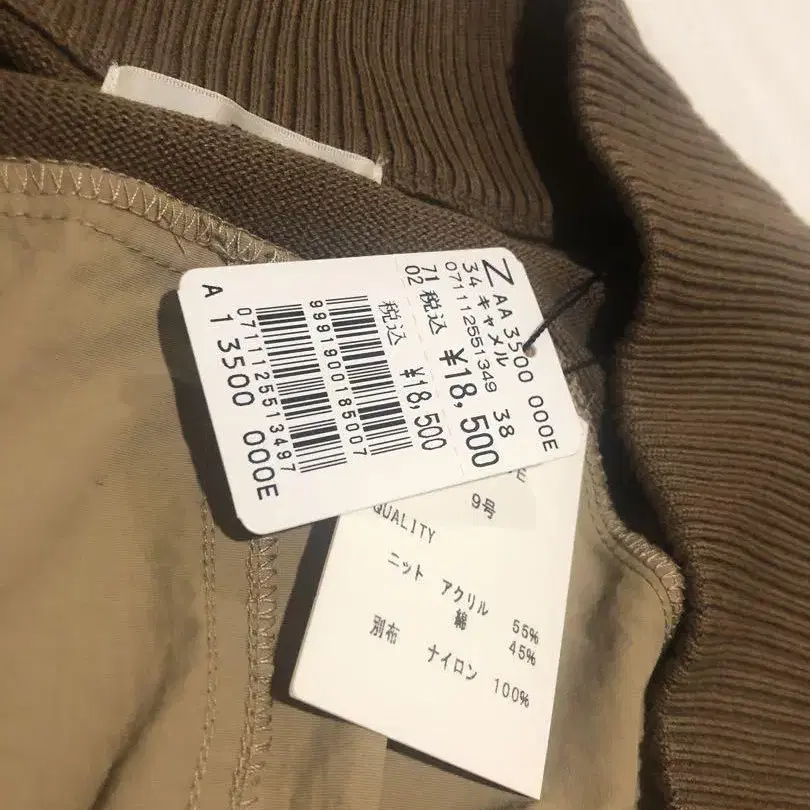 Z AA 3500 000E
34 キャメル 38
071112551349
71 税込 ¥18,500
02
税込 ¥18,500
9991900185007
0711125513497
A 1 3500 000E
9号
QUALITY
ニット アクリル 55%
綿 45%
別布 ナイロン 100%